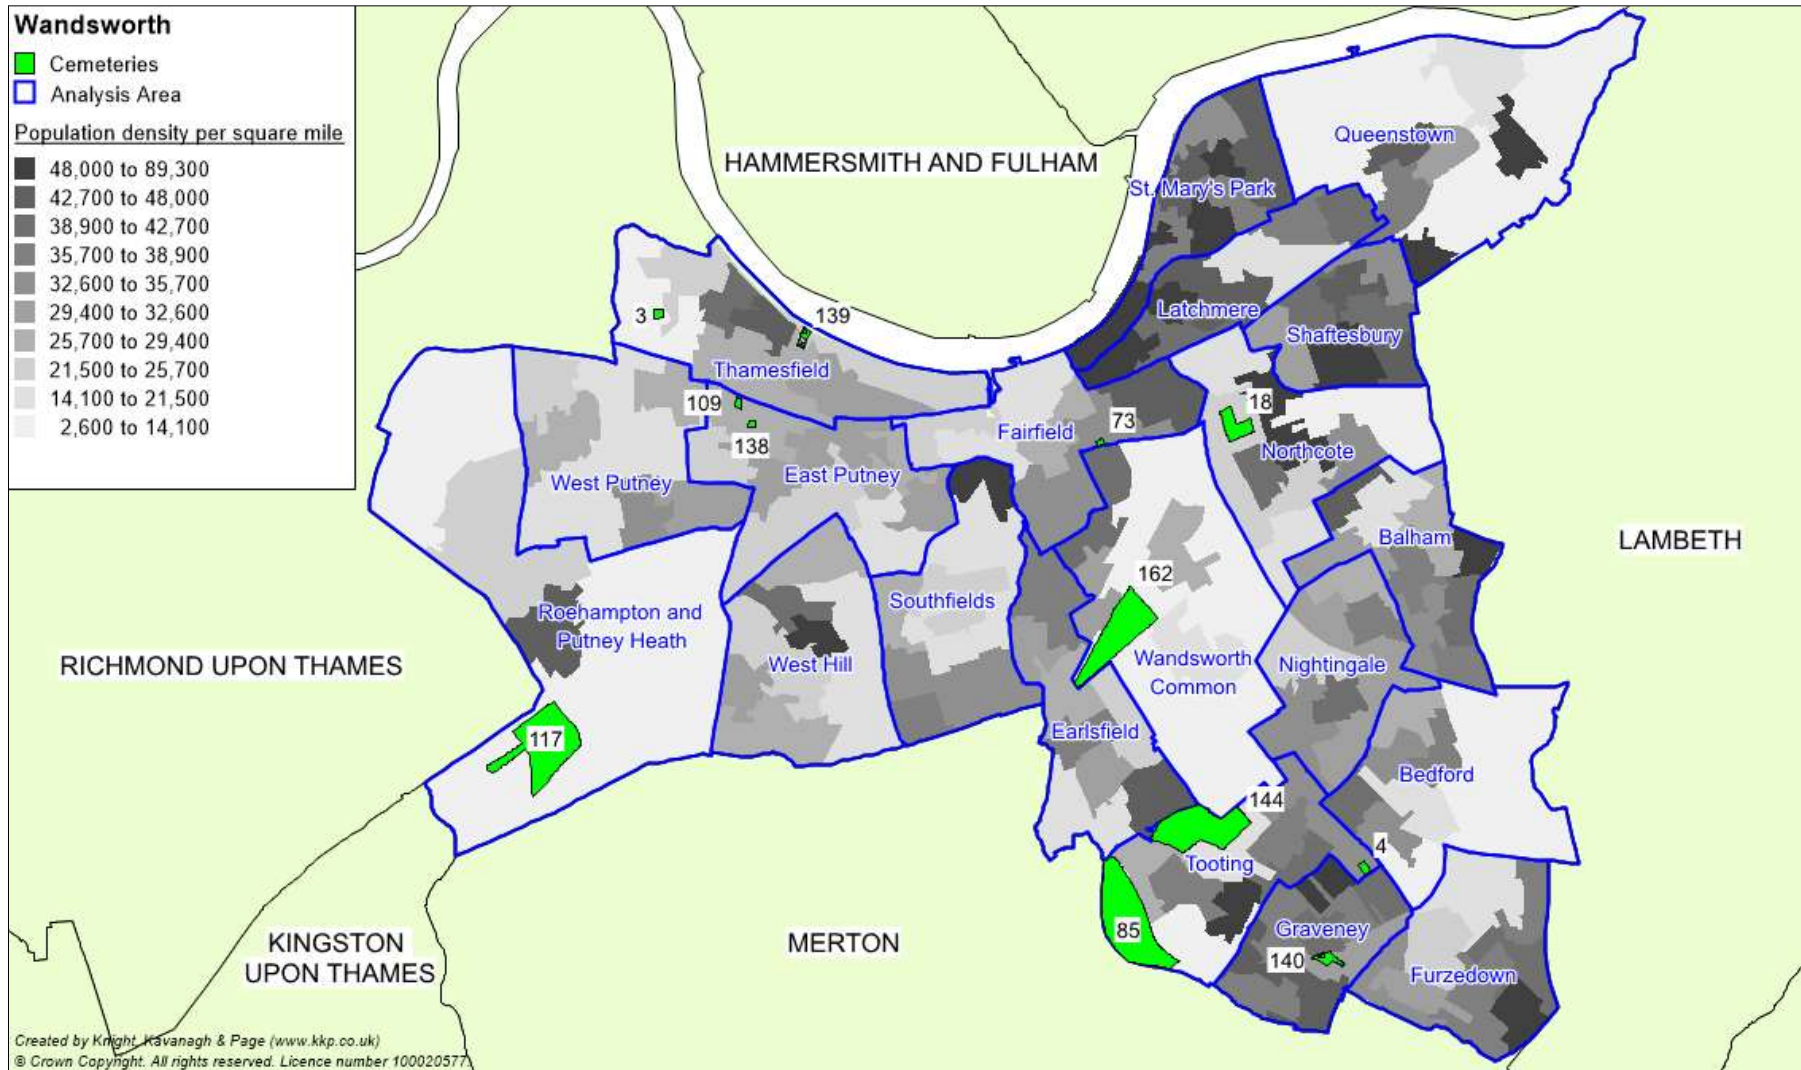 Wandsworth
Cemeteries
Analysis Area
Population density per square mile
48,000 to 89,300
42,700 to 48,000
38,900 to 42,700
35,700 to 38,900
32,600 to 35,700
29,400 to 32,600
25,700 to 29,400
21,500 to 25,700
14,100 to 21,500
2,600 to 14,100
HAMMERSMITH AND FULHAM
Queenstown
St. Mary's Park
Latchmere
Shaftesbury
3
139
Thamesfield
109
138
73
18
Fairfield
Northcote
West Putney
East Putney
Balham
LAMBETH
162
Southfields
Roehampton and
Putney Heath
RICHMOND UPON THAMES
West Hill
Wandsworth
Common
Nightingale
117
Earlsfield
Bedford
144
4
Tooting
85
Graveney
140
Furzedown
KINGSTON
UPON THAMES
MERTON
Created by Knight, Kavanagh & Page (www.kkp.co.uk)
© Crown Copyright. All rights reserved. Licence number 100020577.